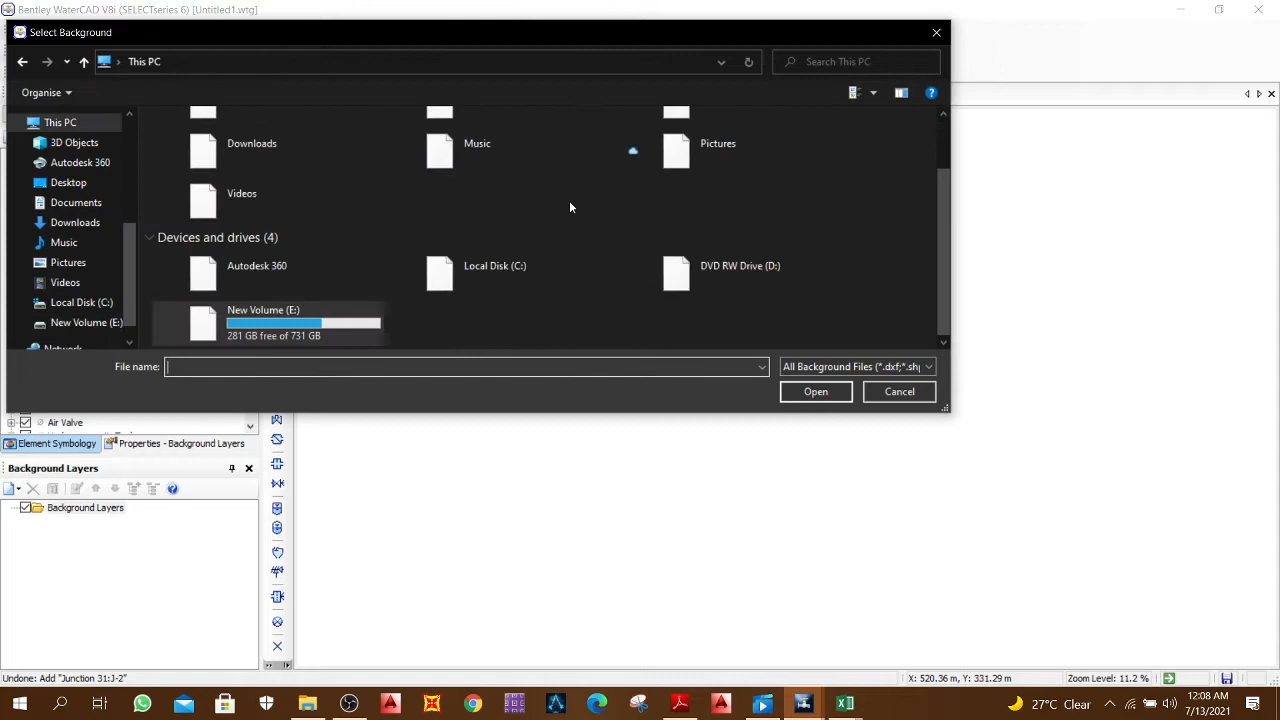 Bentley WaterCAD V8i (SELECTseries 6) [Untitled1.wtg]
Select Background
This PC
Search This PC
Organise
This PC
3D Objects
Autodesk 360
Desktop
Documents
Downloads
Music
Pictures
Videos
Local Disk (C:)
New Volume (E:)
Downloads
Music
Pictures
Videos
Devices and drives (4)
Autodesk 360
Local Disk (C:)
DVD RW Drive (D:)
New Volume (E:)
281 GB free of 731 GB
File name:
All Background Files (*.dxf;*.shp
Open
Cancel
Air Valve
Element Symbology
Properties - Background Layers
Background Layers
Background Layers
Undone: Add "Junction 31:J-2"
X: 520.36 m, Y: 331.29 m
Zoom Level: 11.2 %
27°C Clear
12:08 AM
7/13/2021